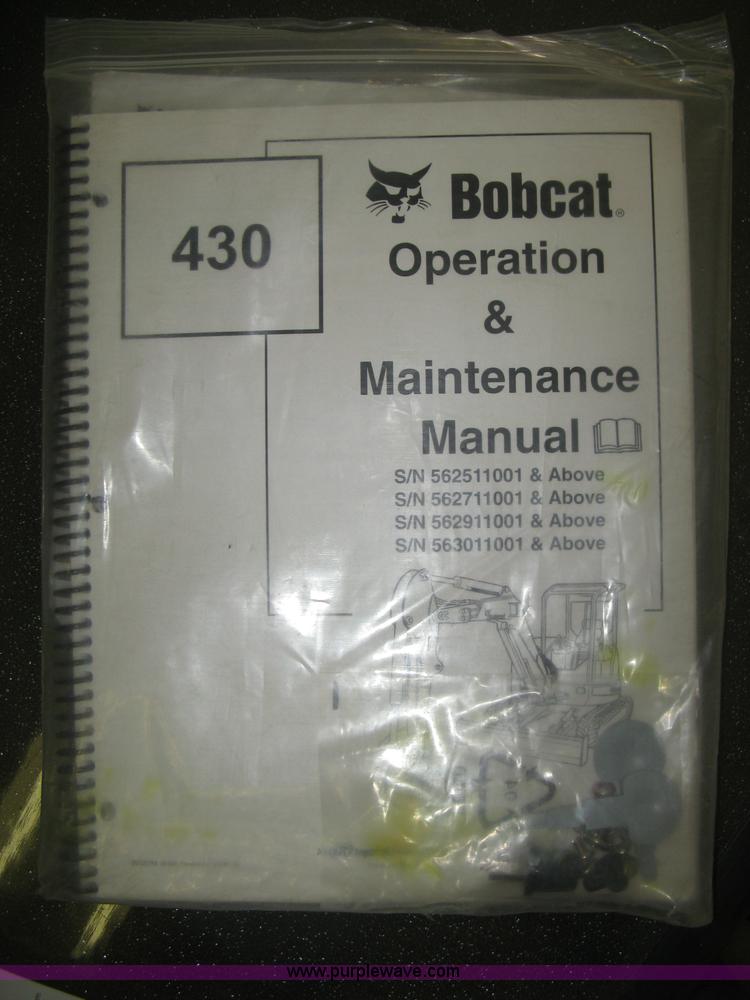 430
Bobcat®
Operation
&
Maintenance
Manual
S/N 562511001 & Above
S/N 562711001 & Above
S/N 562911001 & Above
S/N 563011001 & Above
www.purplewave.com